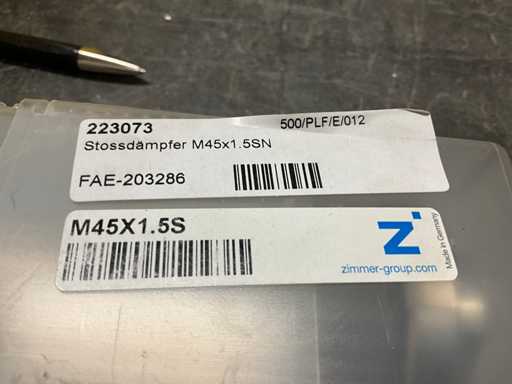 223073
500/PLF/E/012
Stossdämpfer M45x1.5SN
FAE-203286
M45X1.5S
Z
zimmer-group.com
Made in Germany